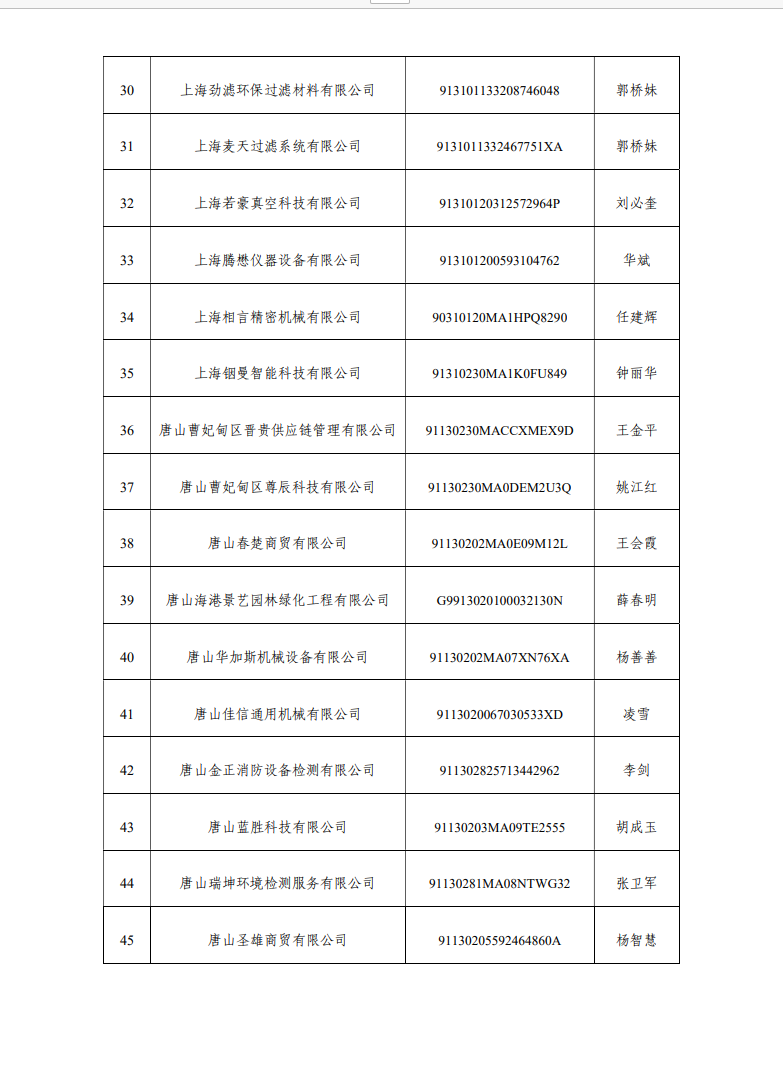 30 上海劲滤环保过滤材料有限公司 913101133208746048 郭桥妹
31 上海麦天过滤系统有限公司 9131011332467751XA 郭桥妹
32 上海若豪真空科技有限公司 91310120312572964P 刘必奎
33 上海腾懋仪器设备有限公司 913101200593104762 华斌
34 上海相言精密机械有限公司 90310120MA1HPQ8290 任建辉
35 上海铟曼智能科技有限公司 91310230MA1K0FU849 钟丽华
36 唐山曹妃甸区晋贵供应链管理有限公司 91130230MACCXMEX9D 王金平
37 唐山曹妃甸区尊辰科技有限公司 91130230MA0DEM2U3Q 姚江红
38 唐山春楚商贸有限公司 91130202MA0E09M12L 王会霞
39 唐山海港景艺园林绿化工程有限公司 G9913020100032130N 薛春明
40 唐山华加斯机械设备有限公司 91130202MA07XN76XA 杨善善
41 唐山佳信通用机械有限公司 9113020067030533XD 凌雪
42 唐山金正消防设备检测有限公司 911302825713442962 李剑
43 唐山蓝胜科技有限公司 91130203MA09TE2555 胡成玉
44 唐山瑞坤环境检测服务有限公司 91130281MA08NTWG32 张卫军
45 唐山圣雄商贸有限公司 91130205592464860A 杨智慧